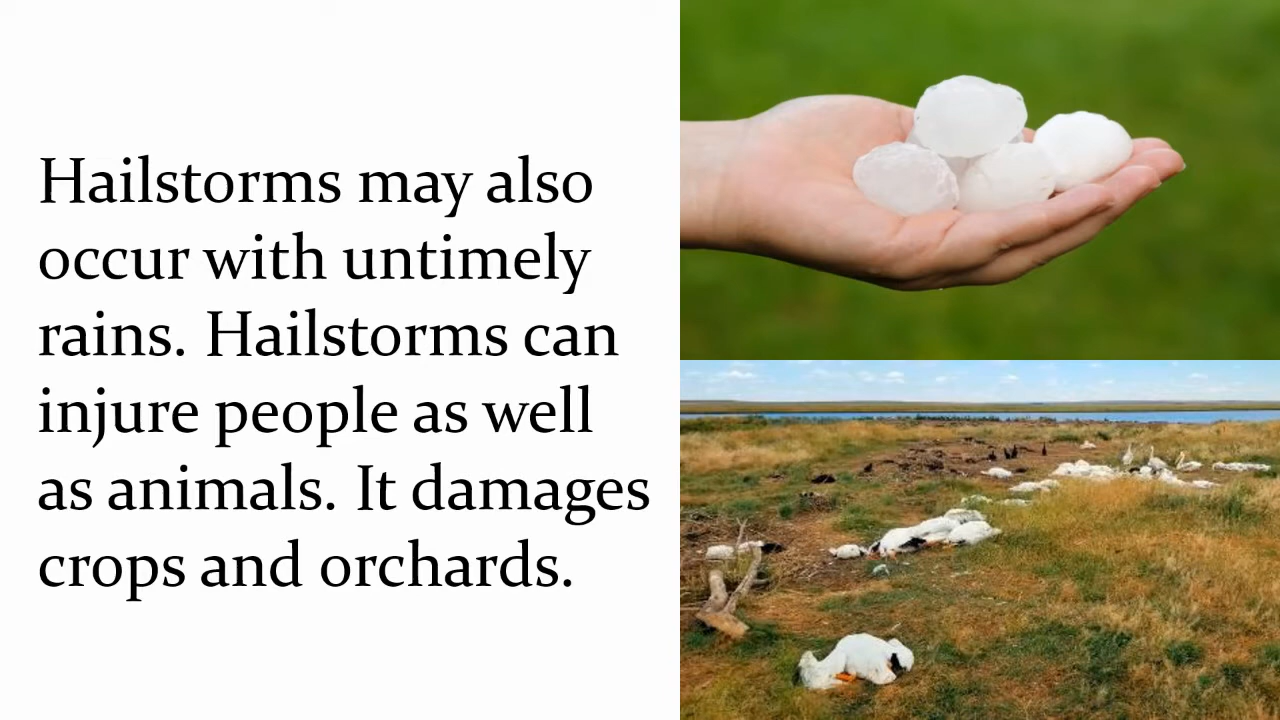 Hailstorms may also
occur with untimely
rains. Hailstorms can
injure people as well
as animals. It damages
crops and orchards.